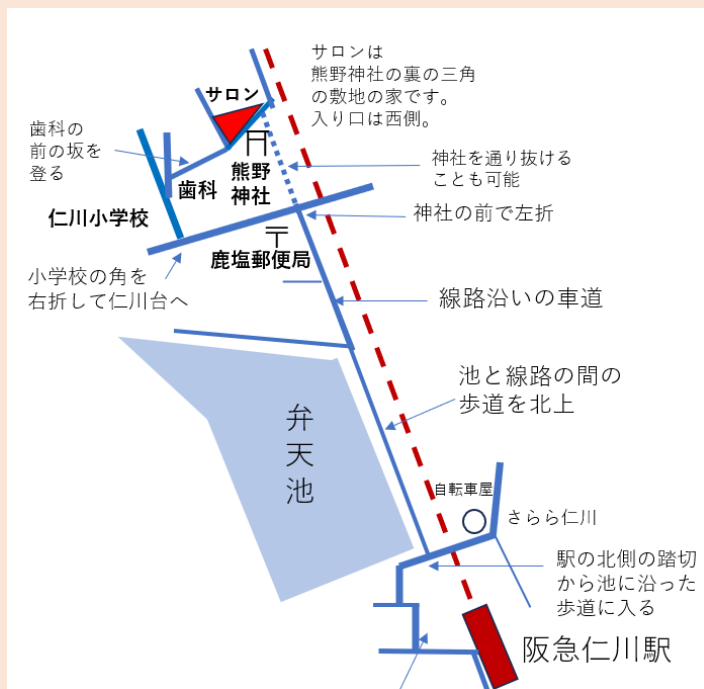 サロンは
熊野神社の裏の三角
の敷地の家です。
入り口は西側。
サロン
歯科の
前の坂を
登る
神社を通り抜ける
ことも可能
熊野
神社
歯科
仁川小学校
神社の前で左折
鹿塩郵便局
小学校の角を
右折して仁川台へ
線路沿いの車道
池と線路の間の
歩道を北上
弁天池
自転車屋
さらら仁川
駅の北側の踏切
から池に沿った
歩道に入る
阪急仁川駅